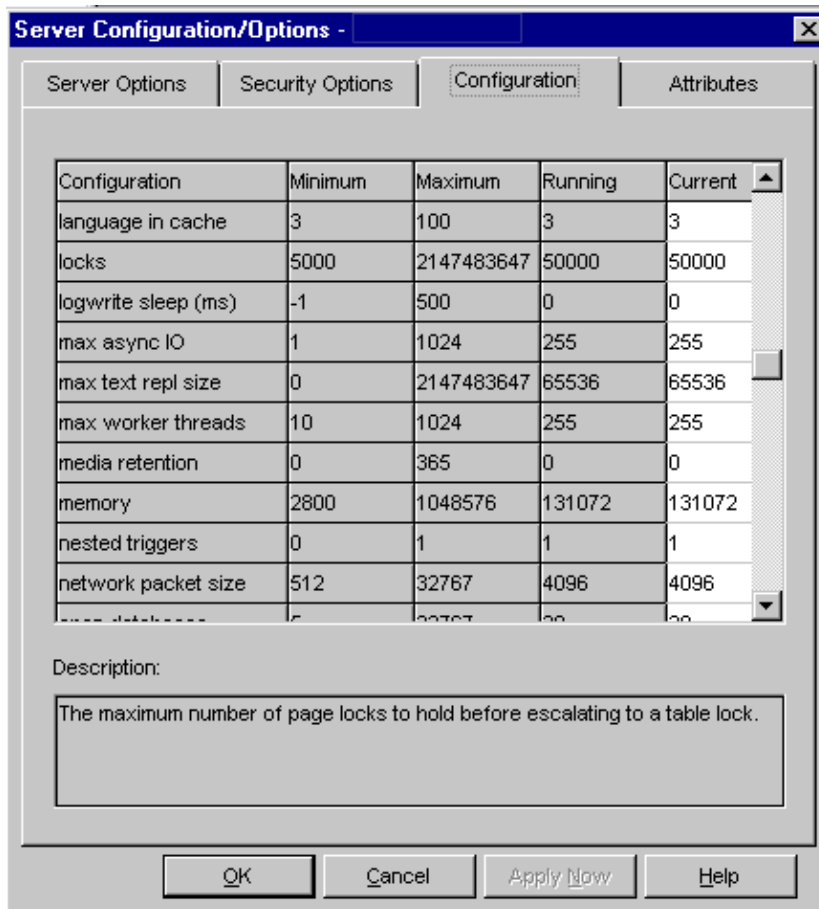 Server Configuration/Options -
Server Options Security Options Configuration Attributes
Configuration Minimum Maximum Running Current
language in cache 3 100 3 3
locks 5000 2147483647 50000 50000
logwrite sleep (ms) -1 500 0 0
max async IO 1 1024 255 255
max text repl size 0 2147483647 65536 65536
max worker threads 10 1024 255 255
media retention 0 365 0 0
memory 2800 1048576 131072 131072
nested triggers 0 1 1 1
network packet size 512 32767 4096 4096
Description:
The maximum number of page locks to hold before escalating to a table lock.
OK Cancel Apply Now Help